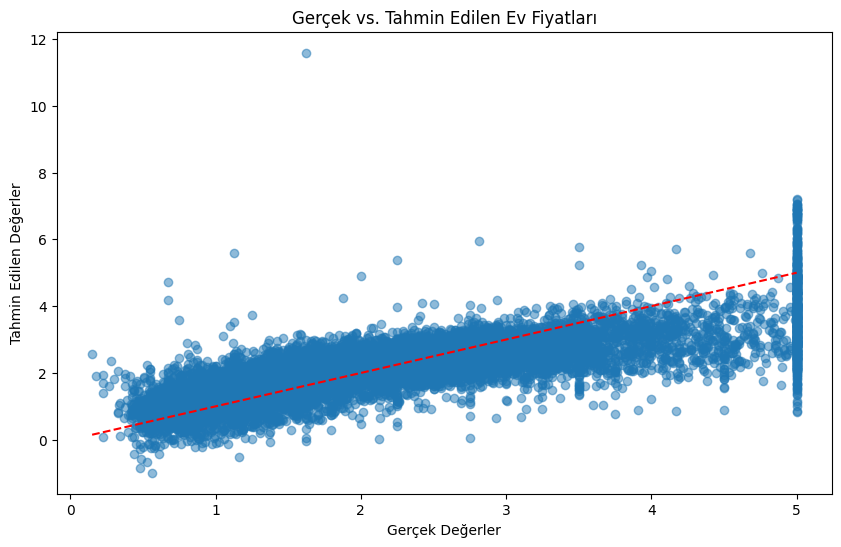 Gerçek vs. Tahmin Edilen Ev Fiyatları
12
10
8
6
4
2
0
Tahmin Edilen Değerler
0 1 2 3 4 5
Gerçek Değerler